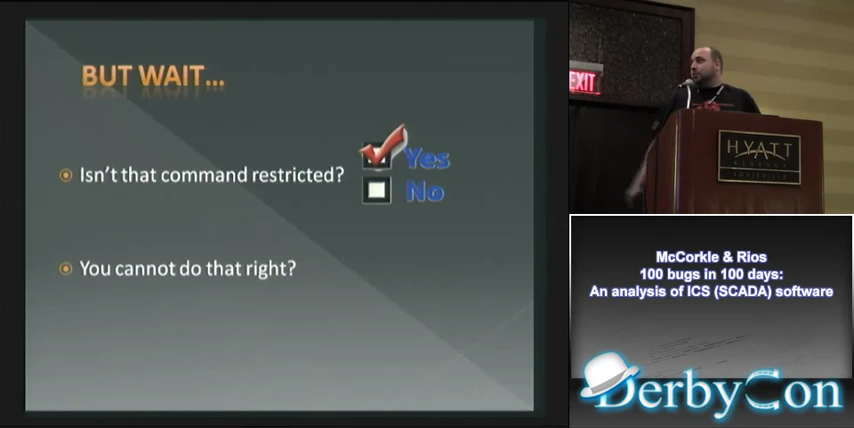 BUT WAIT...
Isn't that command restricted?
Yes
No
You cannot do that right?
EXIT
HYATT
REGENCY
McCorkle & Rios
100 bugs in 100 days:
An analysis of ICS (SCADA) software
DerbyCon